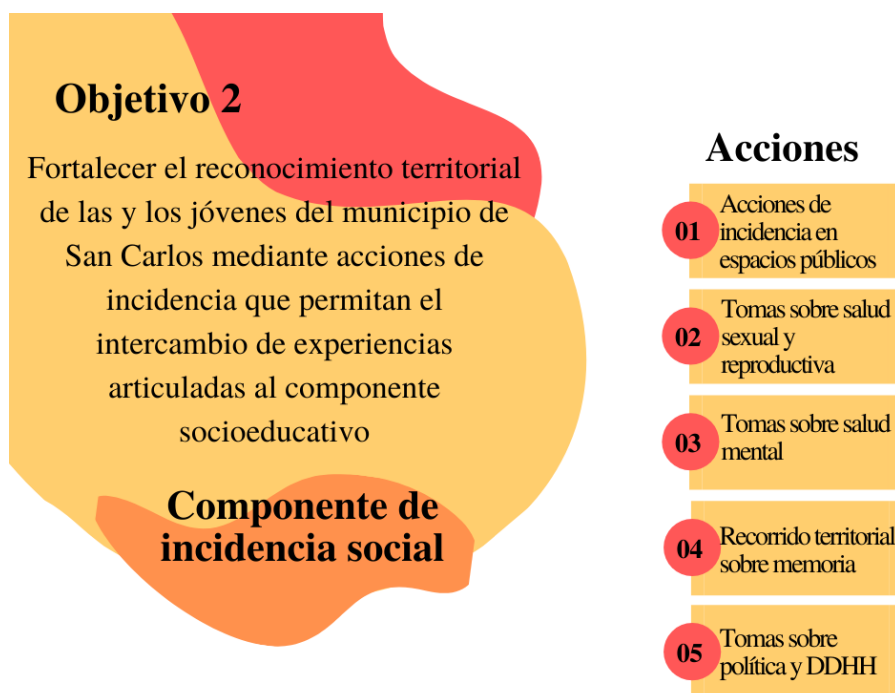 Objetivo 2
Fortalecer el reconocimiento territorial
de las y los jóvenes del municipio de
San Carlos mediante acciones de
incidencia que permitan el
intercambio de experiencias
articuladas al componente
socioeducativo
Componente de
incidencia social
Acciones
01
Acciones de
incidencia en
espacios públicos
02
Tomas sobre salud
sexual y
reproductiva
03
Tomas sobre salud
mental
04
Recorrido territorial
sobre memoria
05
Tomas sobre
política y DDHH